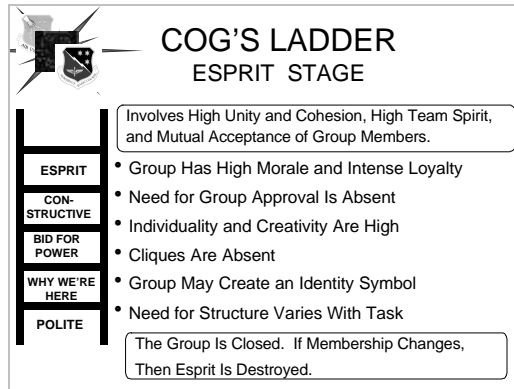 COG'S LADDER
ESPRIT STAGE
Involves High Unity and Cohesion, High Team Spirit,
and Mutual Acceptance of Group Members.
ESPRIT
CON-
STRUCTIVE
BID FOR
POWER
WHY WE'RE
HERE
POLITE
• Group Has High Morale and Intense Loyalty
• Need for Group Approval Is Absent
• Individuality and Creativity Are High
• Cliques Are Absent
• Group May Create an Identity Symbol
• Need for Structure Varies With Task
The Group Is Closed. If Membership Changes,
Then Esprit Is Destroyed.